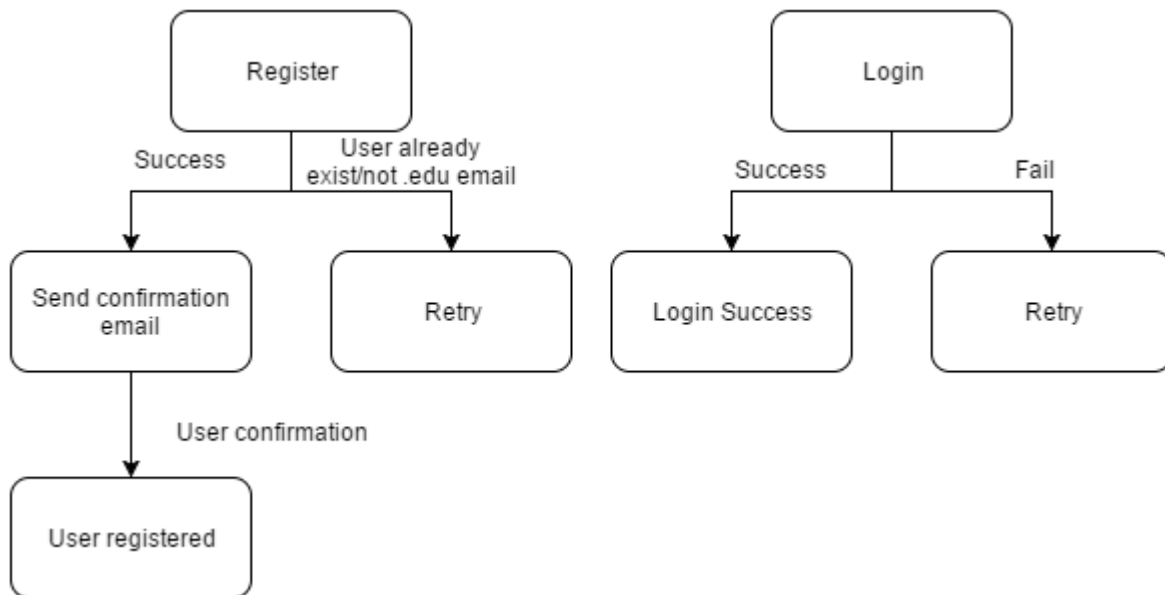 Register
Login
Success
User already
exist/not .edu email
Success
Fail
Send confirmation
email
Retry
Login Success
Retry
User confirmation
User registered